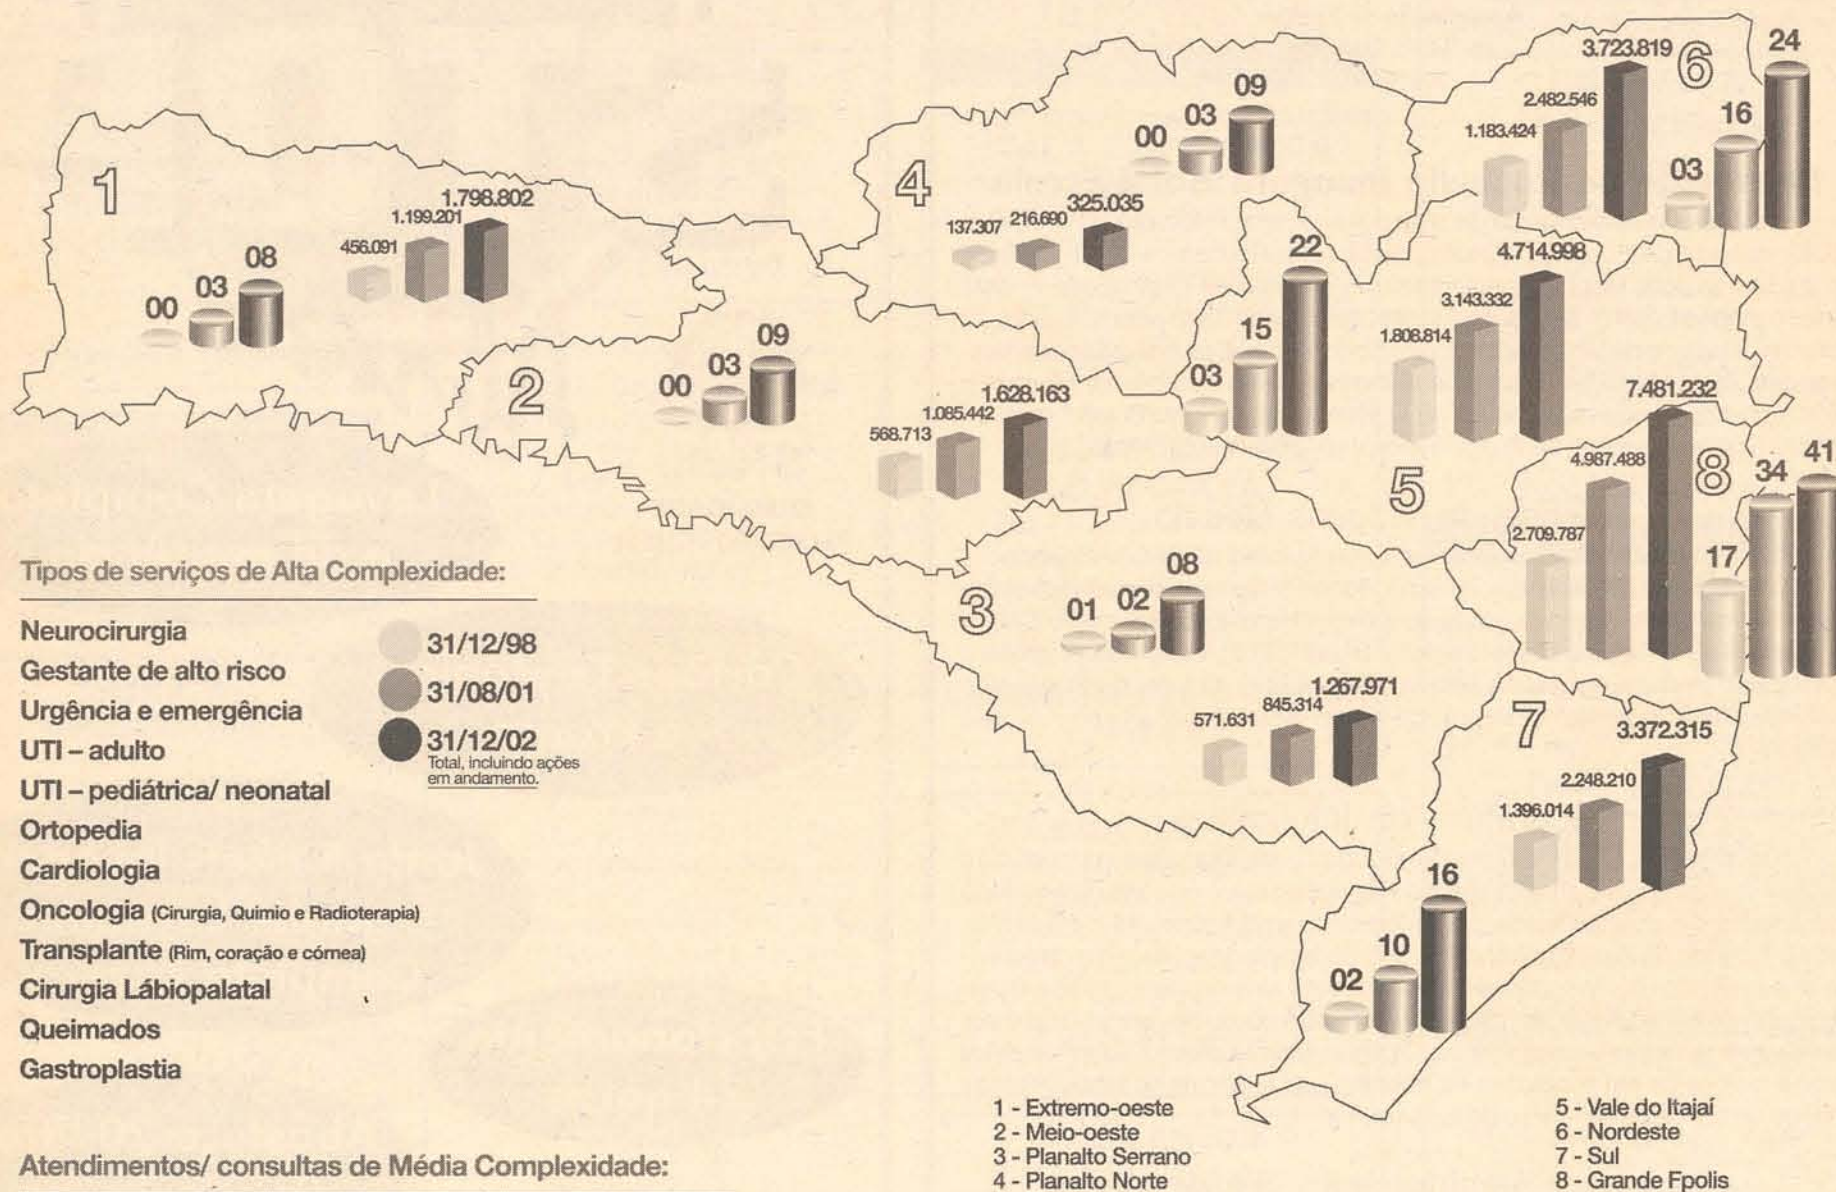 1
00
03
08
456.091
1.199.201
1.798.802
2
00
03
09
568.713
1.085.442
1.628.163
3
01
02
08
571.631
845.314
1.267.971
4
00
03
09
137.307
216.690
325.035
5
03
15
22
1.808.814
3.143.332
4.714.998
6
1.183.424
2.482.546
3.723.819
03
16
24
7
1.396.014
2.248.210
3.372.315
02
10
16
8
2.709.787
4.987.488
7.481.232
17
34
41
Tipos de serviços de Alta Complexidade:
Neurocirurgia
Gestante de alto risco
Urgência e emergência
UTI – adulto
UTI – pediátrica/ neonatal
Ortopedia
Cardiologia
Oncologia (Cirurgia, Quimio e Radioterapia)
Transplante (Rim, coração e córnea)
Cirurgia Lábiopalatal
Queimados
Gastroplastia
31/12/98
31/08/01
31/12/02
Total, incluindo ações
em andamento.
Atendimentos/ consultas de Média Complexidade:
1 - Extremo-oeste
2 - Meio-oeste
3 - Planalto Serrano
4 - Planalto Norte
5 - Vale do Itajaí
6 - Nordeste
7 - Sul
8 - Grande Fpolis